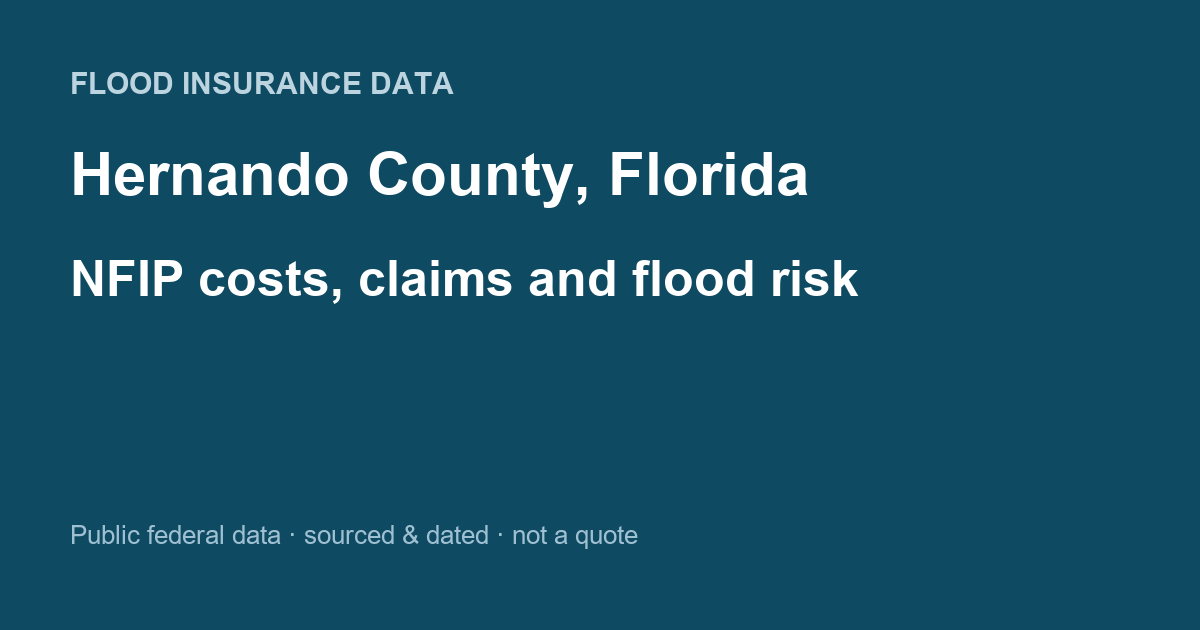 FLOOD INSURANCE DATA
Hernando County, Florida
NFIP costs, claims and flood risk
Public federal data · sourced & dated · not a quote